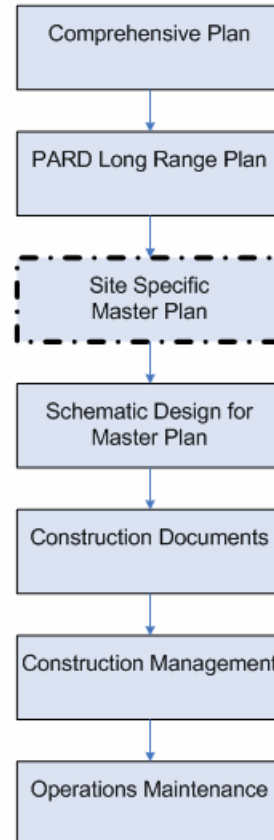 Comprehensive Plan
PARD Long Range Plan
Site Specific
Master Plan
Schematic Design for
Master Plan
Construction Documents
Construction Management
Operations Maintenance